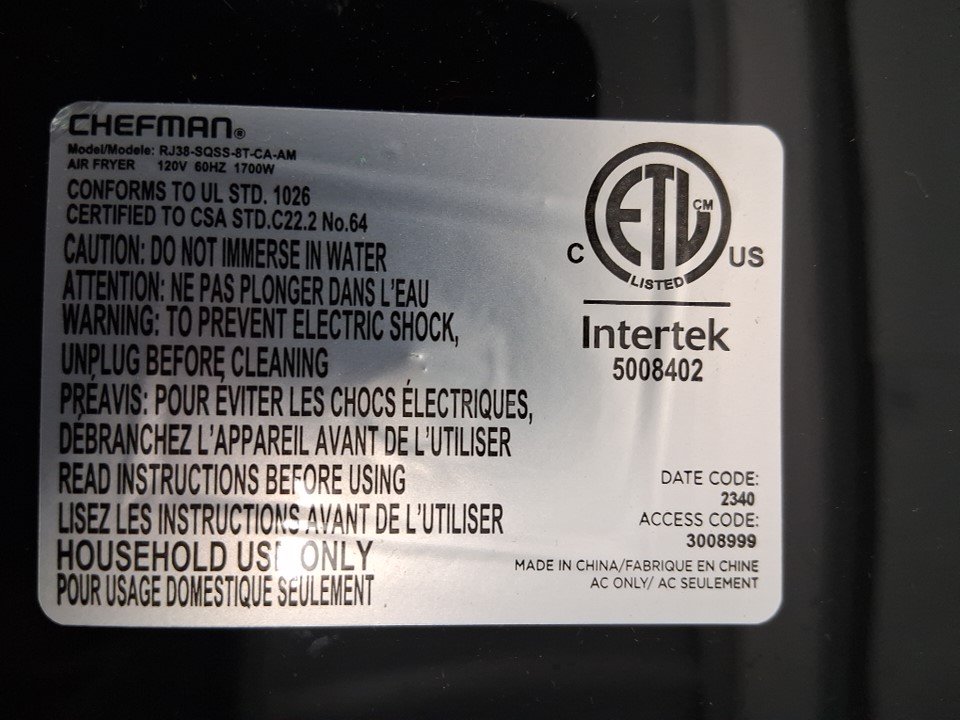 CHEFMAN®
Model/Modele: RJ38-SQSS-8T-CA-AM
AIR FRYER 120V 60HZ 1700W
CONFORMS TO UL STD. 1026
CERTIFIED TO CSA STD.C22.2 No.64
CAUTION: DO NOT IMMERSE IN WATER
ATTENTION: NE PAS PLONGER DANS L'EAU
WARNING: TO PREVENT ELECTRIC SHOCK,
UNPLUG BEFORE CLEANING
PRÉAVIS: POUR ÉVITER LES CHOCS ÉLECTRIQUES,
DÉBRANCHEZ L'APPAREIL AVANT DE L'UTILISER
READ INSTRUCTIONS BEFORE USING
LISEZ LES INSTRUCTIONS AVANT DE L'UTILISER
HOUSEHOLD USE ONLY
POUR USAGE DOMESTIQUE SEULEMENT
ETL CM
C US
LISTED
Intertek
5008402
DATE CODE:
2340
ACCESS CODE:
3008999
MADE IN CHINA/FABRIQUE EN CHINE
AC ONLY/ AC SEULEMENT